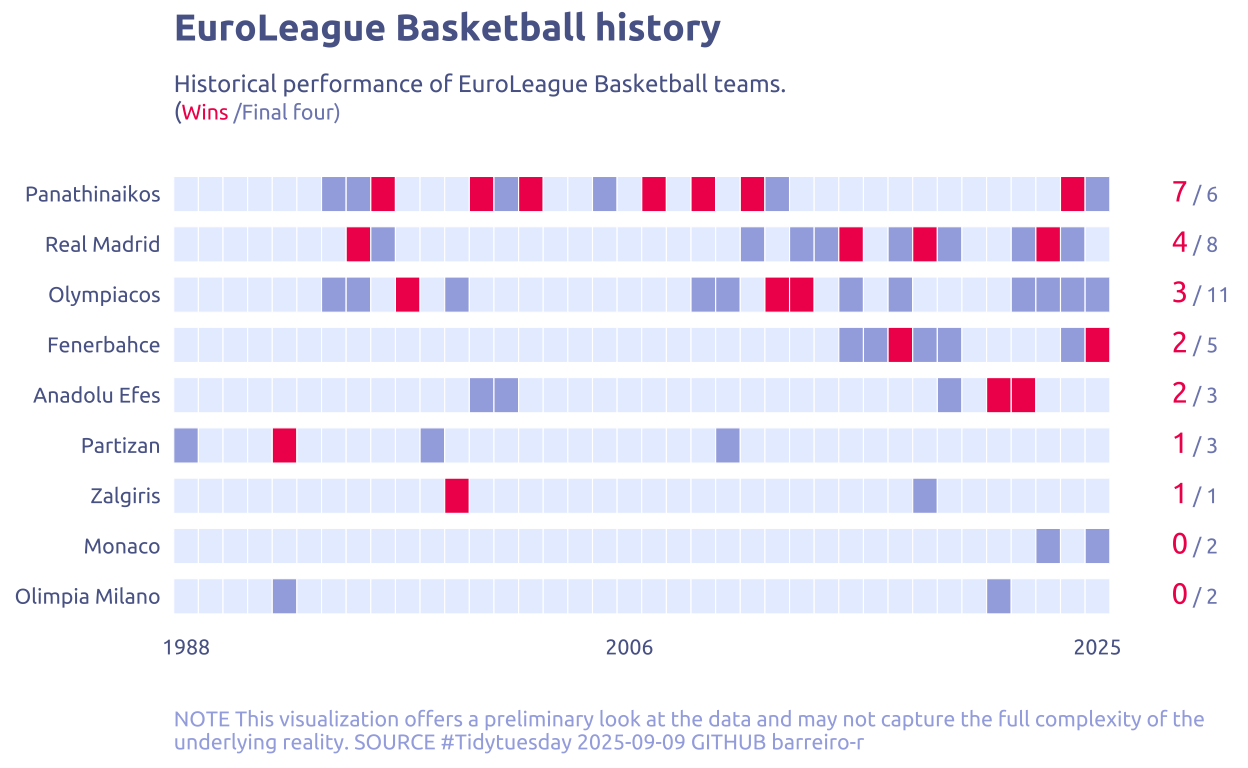 EuroLeague Basketball history
Historical performance of EuroLeague Basketball teams.
(Wins /Final four)
Panathinaikos 7 / 6
Real Madrid 4 / 8
Olympiacos 3 / 11
Fenerbahce 2 / 5
Anadolu Efes 2 / 3
Partizan 1 / 3
Zalgiris 1 / 1
Monaco 0 / 2
Olimpia Milano 0 / 2
1988 2006 2025
NOTE This visualization offers a preliminary look at the data and may not capture the full complexity of the
underlying reality. SOURCE #Tidytuesday 2025-09-09 GITHUB barreiro-r